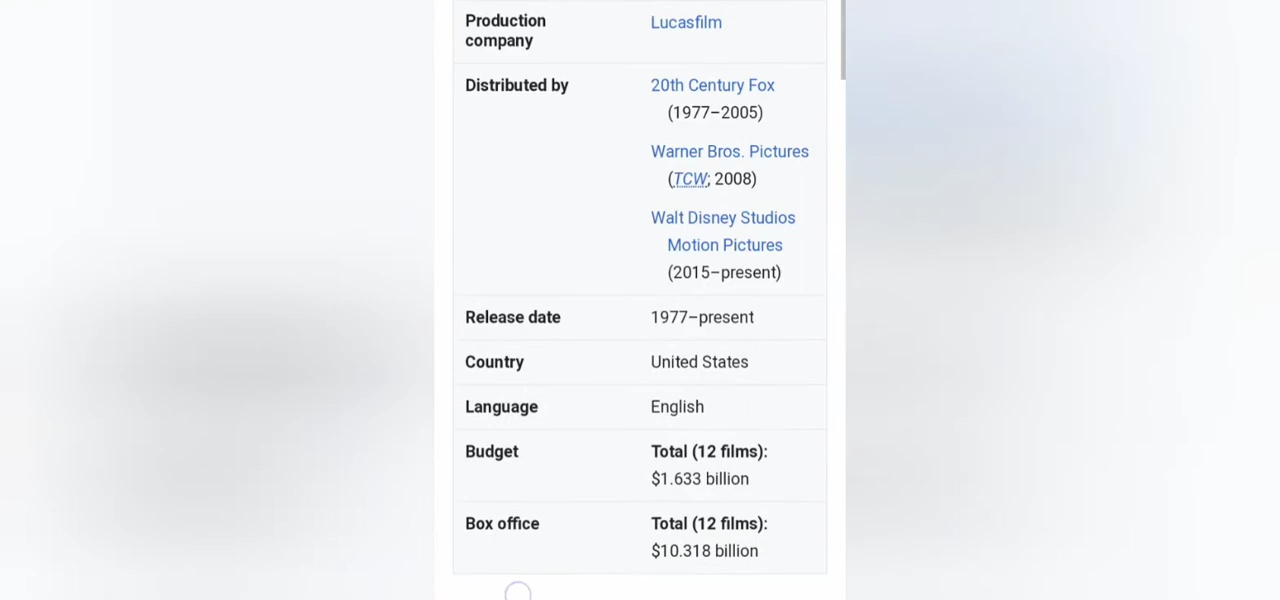 Production Lucasfilm
company
Distributed by 20th Century Fox
(1977–2005)
Warner Bros. Pictures
(TCW; 2008)
Walt Disney Studios
Motion Pictures
(2015–present)
Release date 1977–present
Country United States
Language English
Budget Total (12 films):
$1.633 billion
Box office Total (12 films):
$10.318 billion